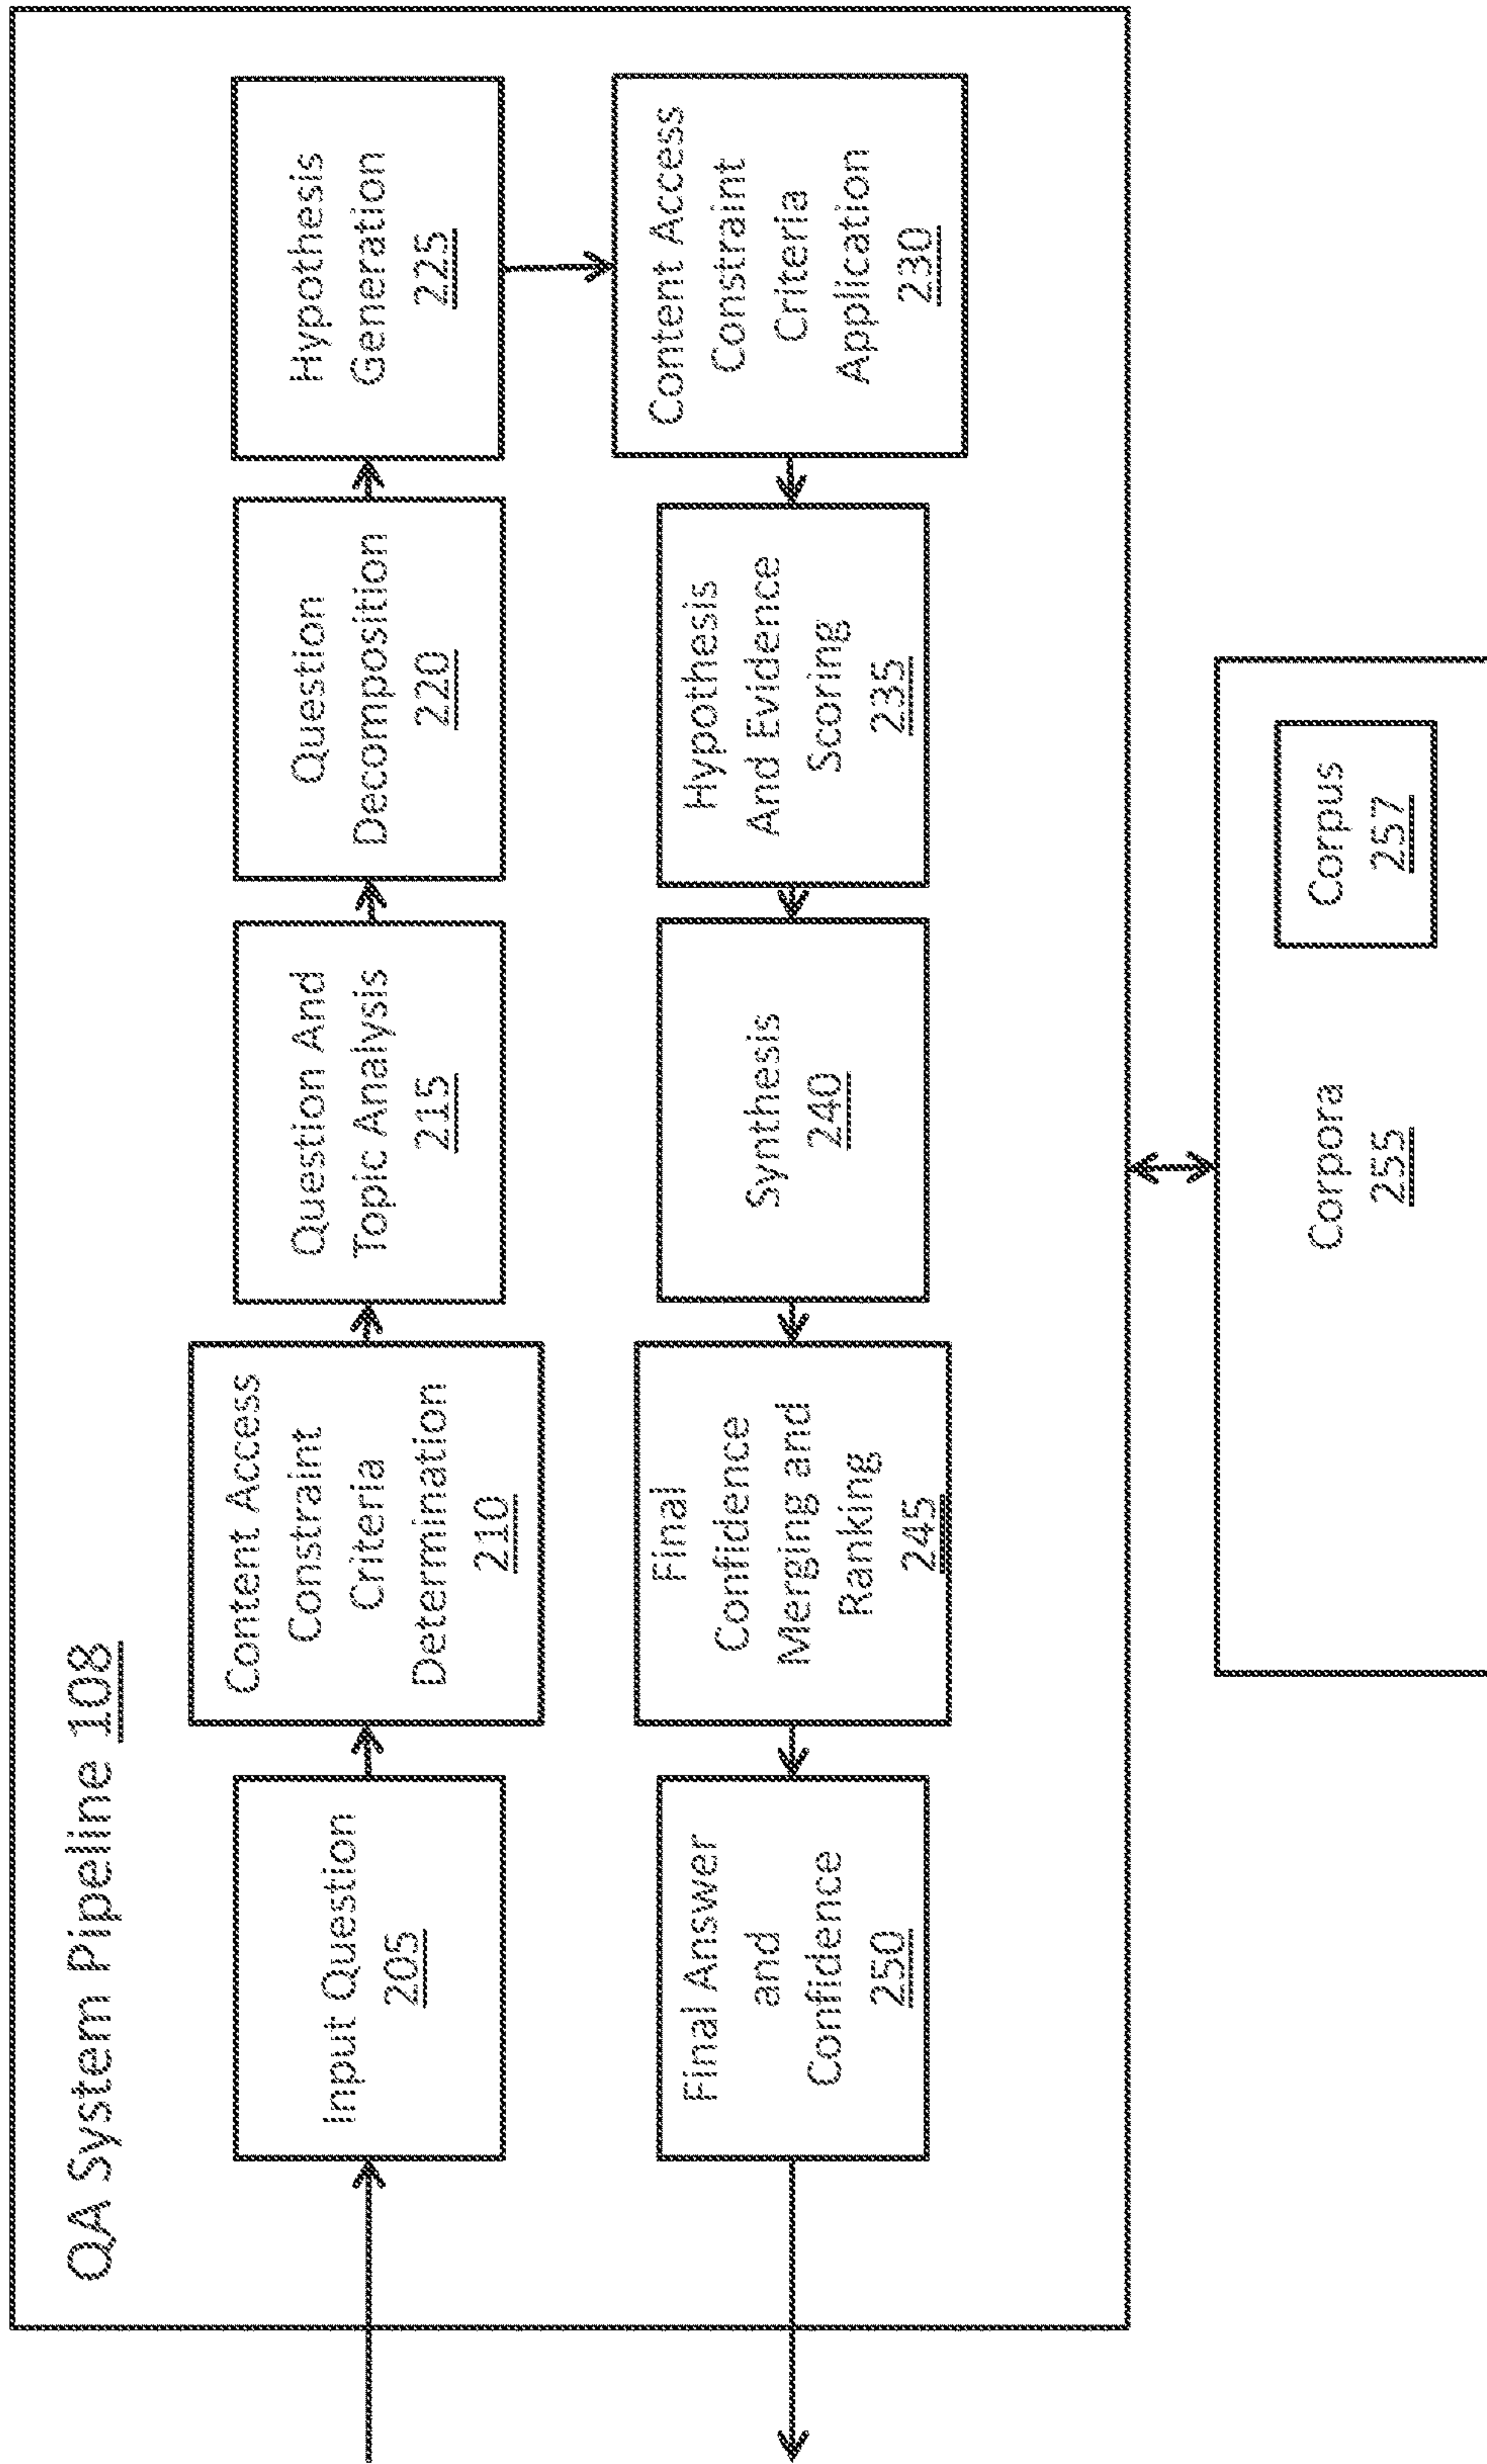 QA System Pipeline 108
Input Question
205
Content Access
Constraint
Criteria
Determination
210
Question And
Topic Analysis
215
Question
Decomposition
220
Hypothesis
Generation
225
Content Access
Constraint
Criteria
Application
230
Hypothesis
And Evidence
Scoring
235
Synthesis
240
Final
Confidence
Merging and
Ranking
245
Final Answer
and
Confidence
250
Corpora
255
Corpus
257